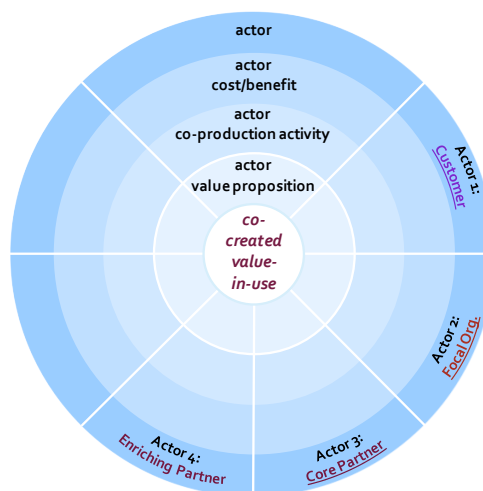 actor
actor
cost/benefit
actor
co-production activity
actor
value proposition
co-
created
value-
in-use
Actor 1:
Customer
Actor 2:
Focal Org.
Actor 3:
Core Partner
Actor 4:
Enriching Partner